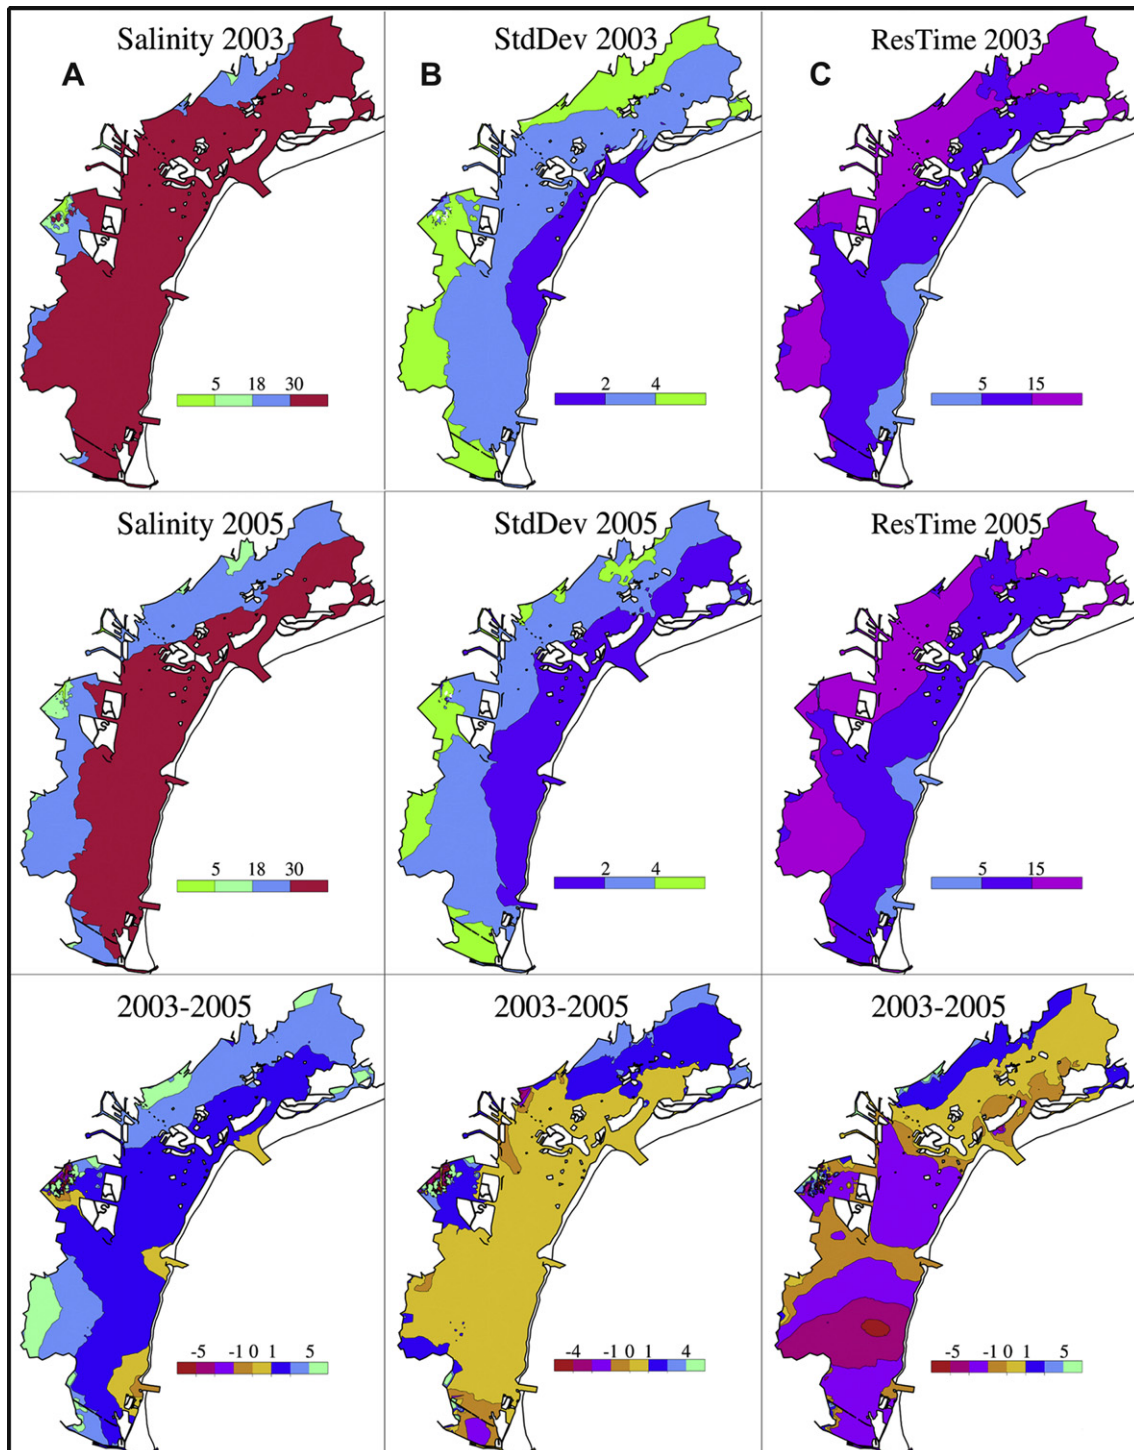 Salinity 2003
A
5 18 30
StdDev 2003
B
2 4
ResTime 2003
C
5 15
Salinity 2005
5 18 30
StdDev 2005
2 4
ResTime 2005
5 15
2003-2005
-5 -1 0 1 5
2003-2005
-4 -1 0 1 4
2003-2005
-5 -1 0 1 5